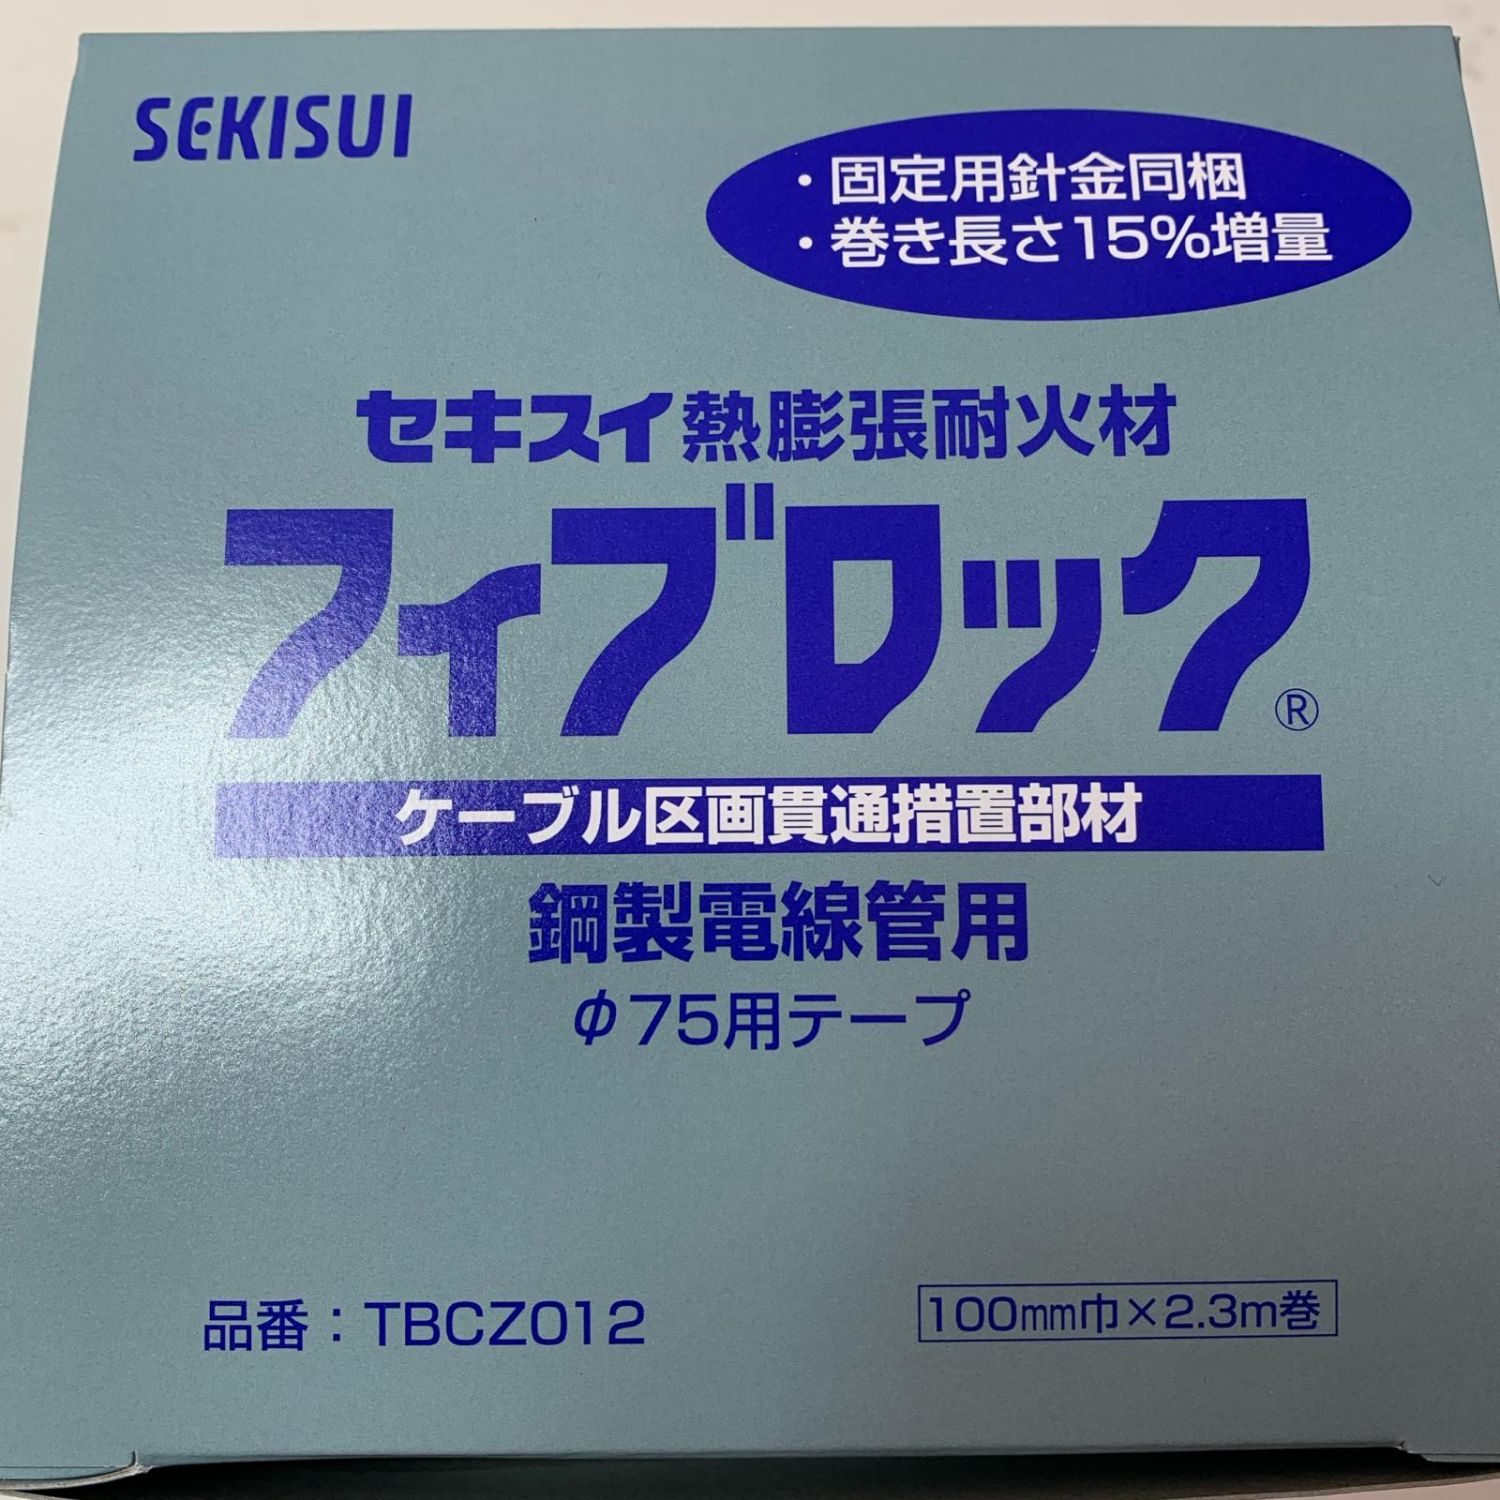 SEKISUI
・固定用針金同梱
・巻き長さ15%増量
セキスイ熱膨張耐火材
フィブロック®
ケーブル区画貫通措置部材
鋼製電線管用
φ75用テープ
品番：TBCZ012
100mm巾×2.3m巻